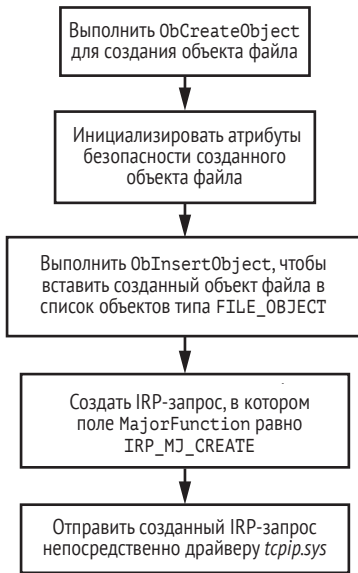 Выполнить ObCreateObject
для создания объекта файла
Инициализировать атрибуты
безопасности созданного
объекта файла
Выполнить ObInsertObject, чтобы
вставить созданный объект файла в
список объектов типа FILE_OBJECT
Создать IRP-запрос, в котором
поле MajorFunction равно
IRP_MJ_CREATE
Отправить созданный IRP-запрос
непосредственно драйверу tcpip.sys